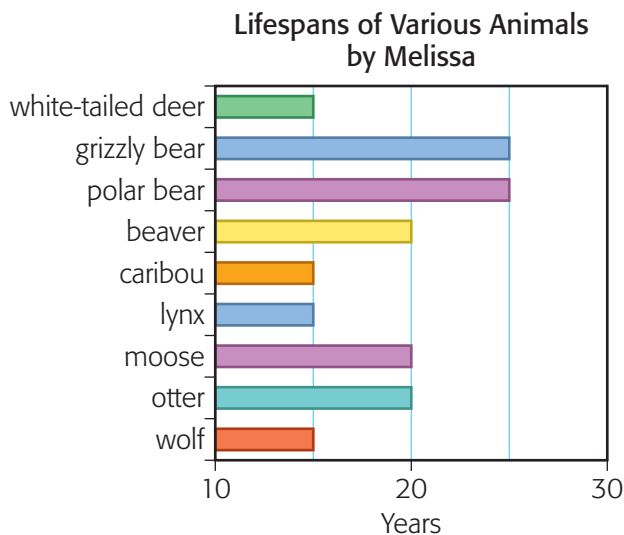 Lifespans of Various Animals
by Melissa
white-tailed deer
grizzly bear
polar bear
beaver
caribou
lynx
moose
otter
wolf
10 20 30
Years